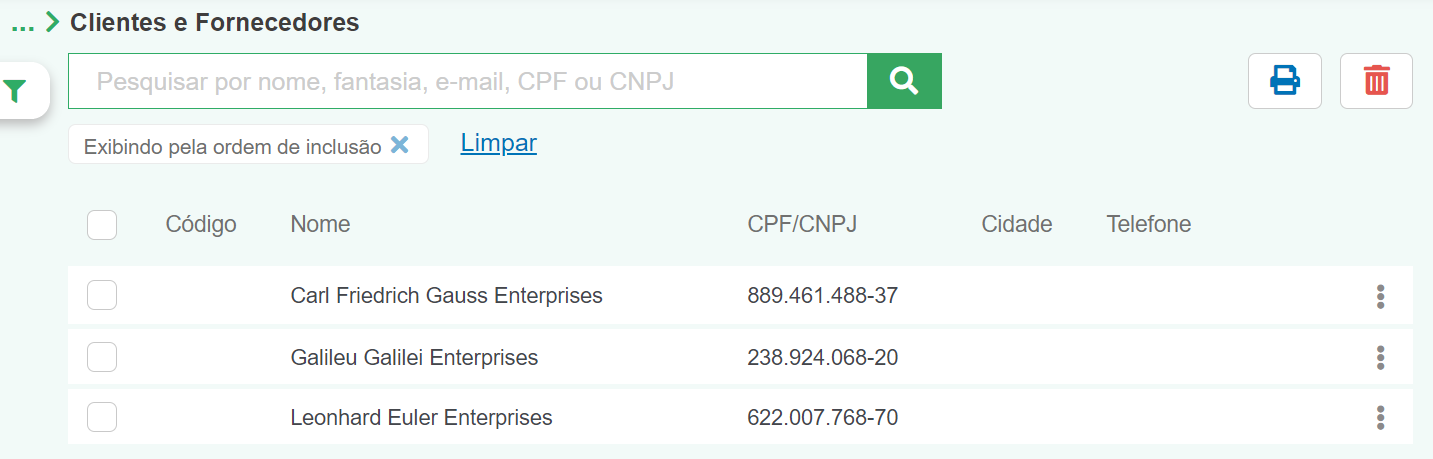 ... Clientes e Fornecedores
Pesquisar por nome, fantasia, e-mail, CPF ou CNPJ
Exibindo pela ordem de inclusão Limpar
Código Nome CPF/CNPJ Cidade Telefone
Carl Friedrich Gauss Enterprises 889.461.488-37
Galileu Galilei Enterprises 238.924.068-20
Leonhard Euler Enterprises 622.007.768-70